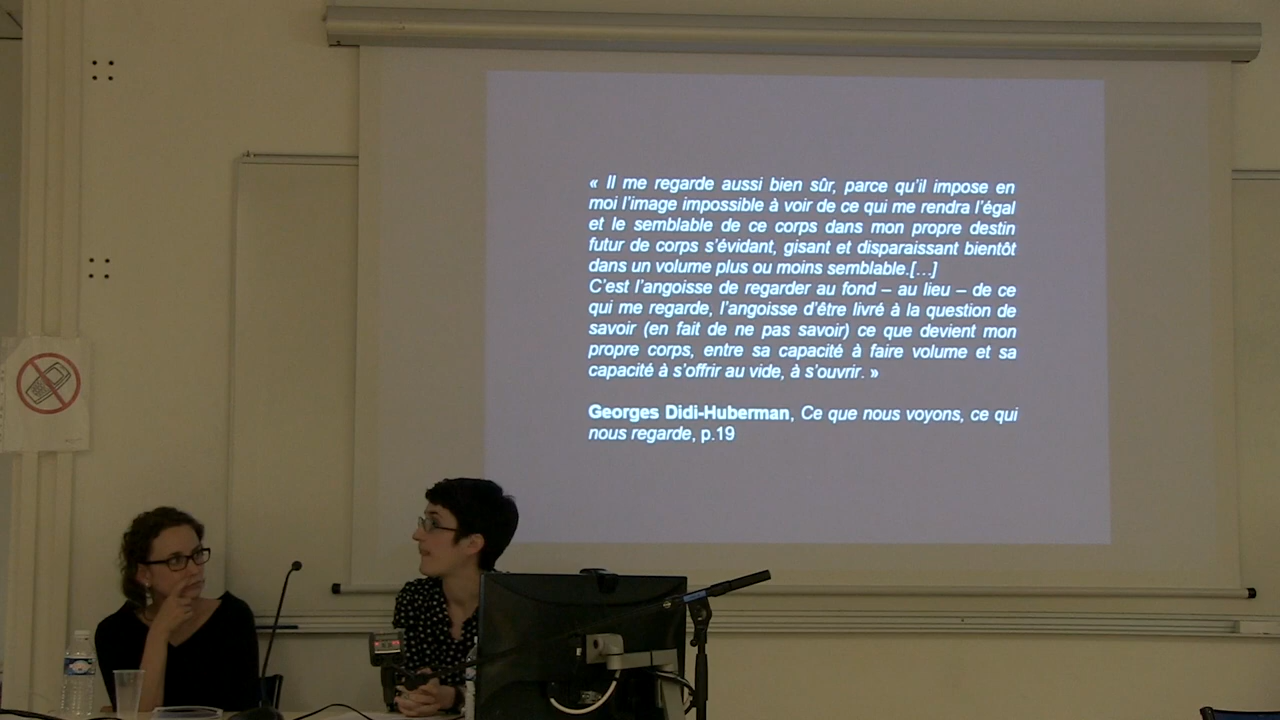 « Il me regarde aussi bien sûr, parce qu'il impose en
moi l'image impossible à voir de ce qui me rendra l'égal
et le semblable de ce corps dans mon propre destin
futur de corps s'évidant, gisant et disparaissant bientôt
dans un volume plus ou moins semblable.[…]
C'est l'angoisse de regarder au fond – au lieu – de ce
qui me regarde, l'angoisse d'être livré à la question de
savoir (en fait de ne pas savoir) ce que devient mon
propre corps, entre sa capacité à faire volume et sa
capacité à s'offrir au vide, à s'ouvrir. »
Georges Didi-Huberman, Ce que nous voyons, ce qui
nous regarde, p.19